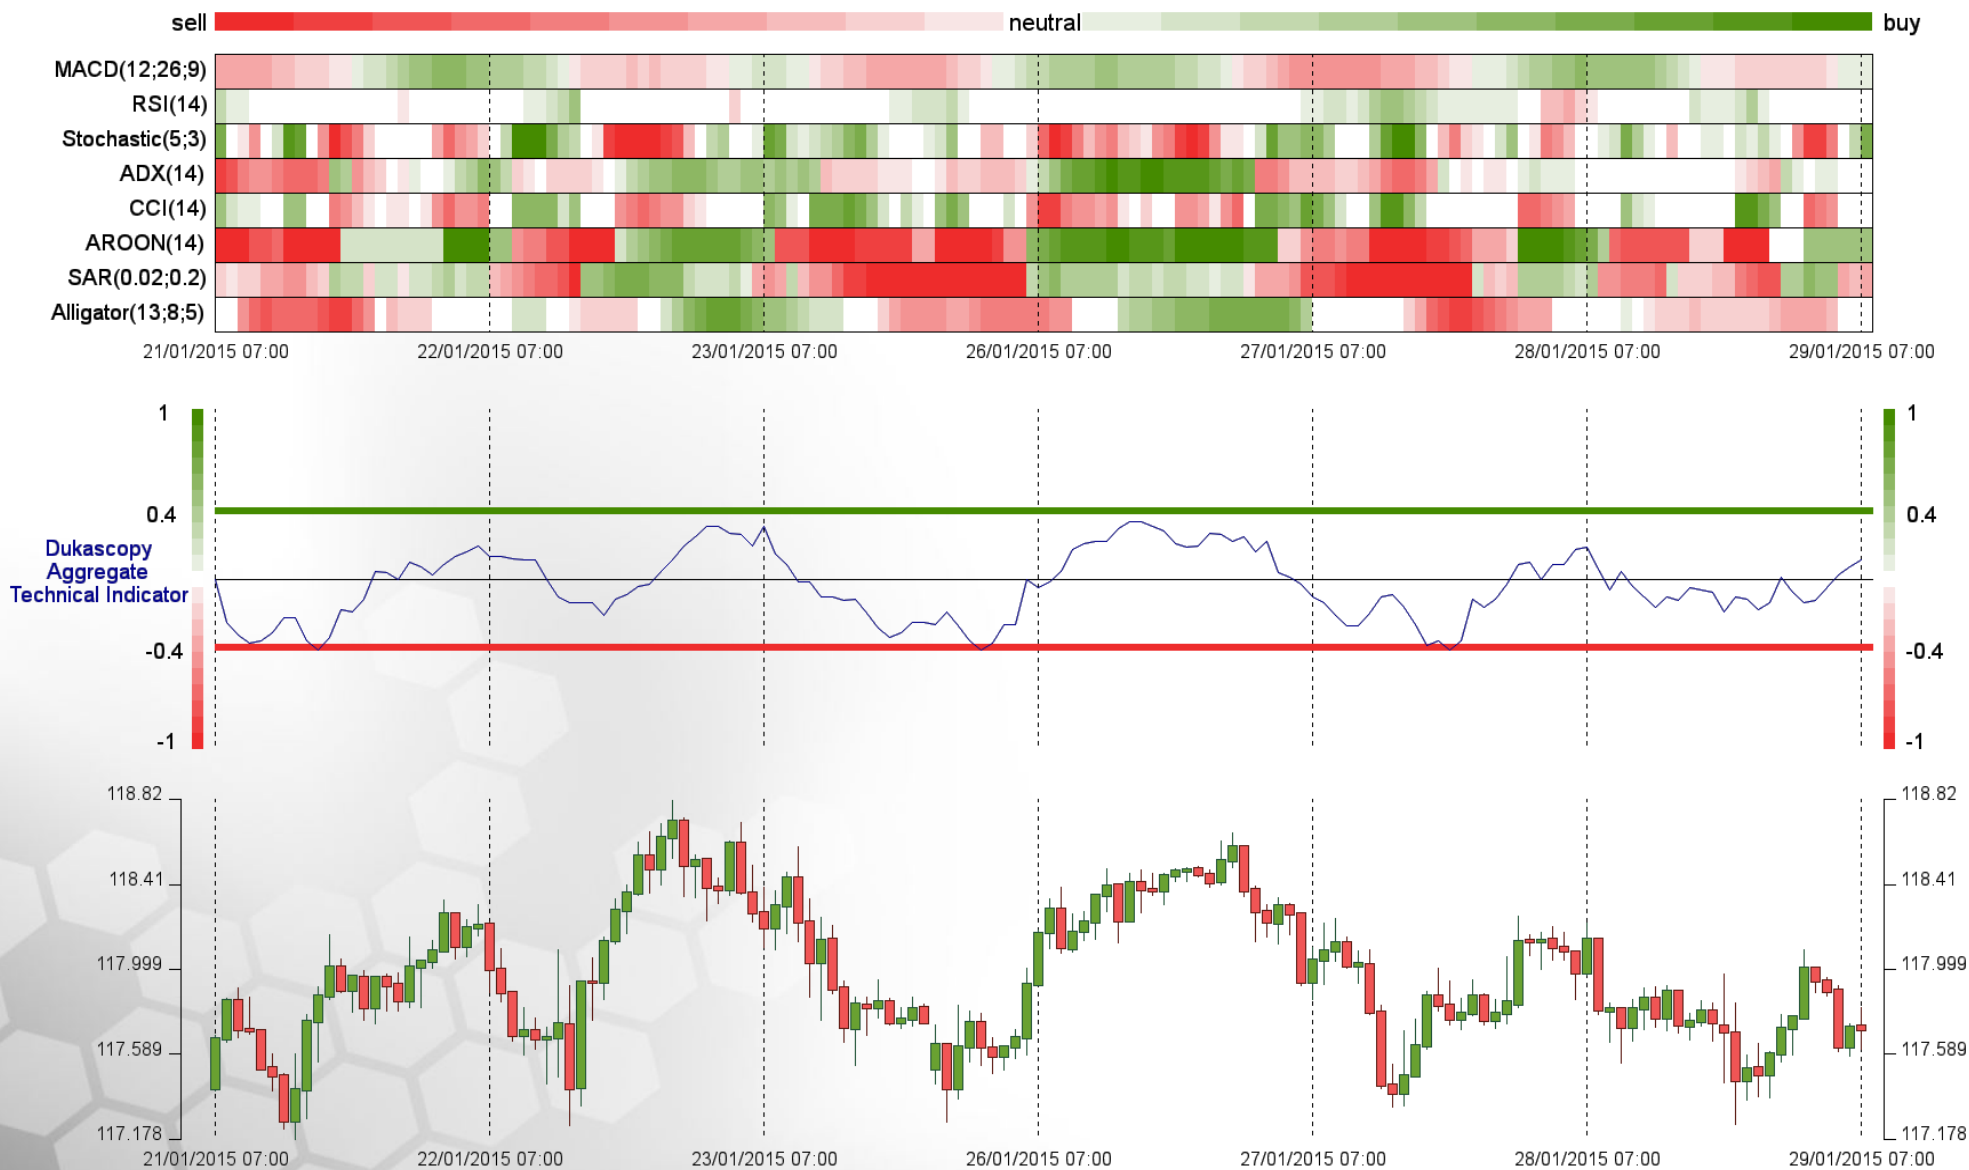 sell neutral buy
MACD(12;26;9)
RSI(14)
Stochastic(5;3)
ADX(14)
CCI(14)
AROON(14)
SAR(0.02;0.2)
Alligator(13;8;5)
21/01/2015 07:00 22/01/2015 07:00 23/01/2015 07:00 26/01/2015 07:00 27/01/2015 07:00 28/01/2015 07:00 29/01/2015 07:00
1 1
0.4 0.4
Dukascopy
Aggregate
Technical Indicator
-0.4 -0.4
-1 -1
118.82 118.82
118.41 118.41
117.999 117.999
117.589 117.589
117.178 117.178
21/01/2015 07:00 22/01/2015 07:00 23/01/2015 07:00 26/01/2015 07:00 27/01/2015 07:00 28/01/2015 07:00 29/01/2015 07:00